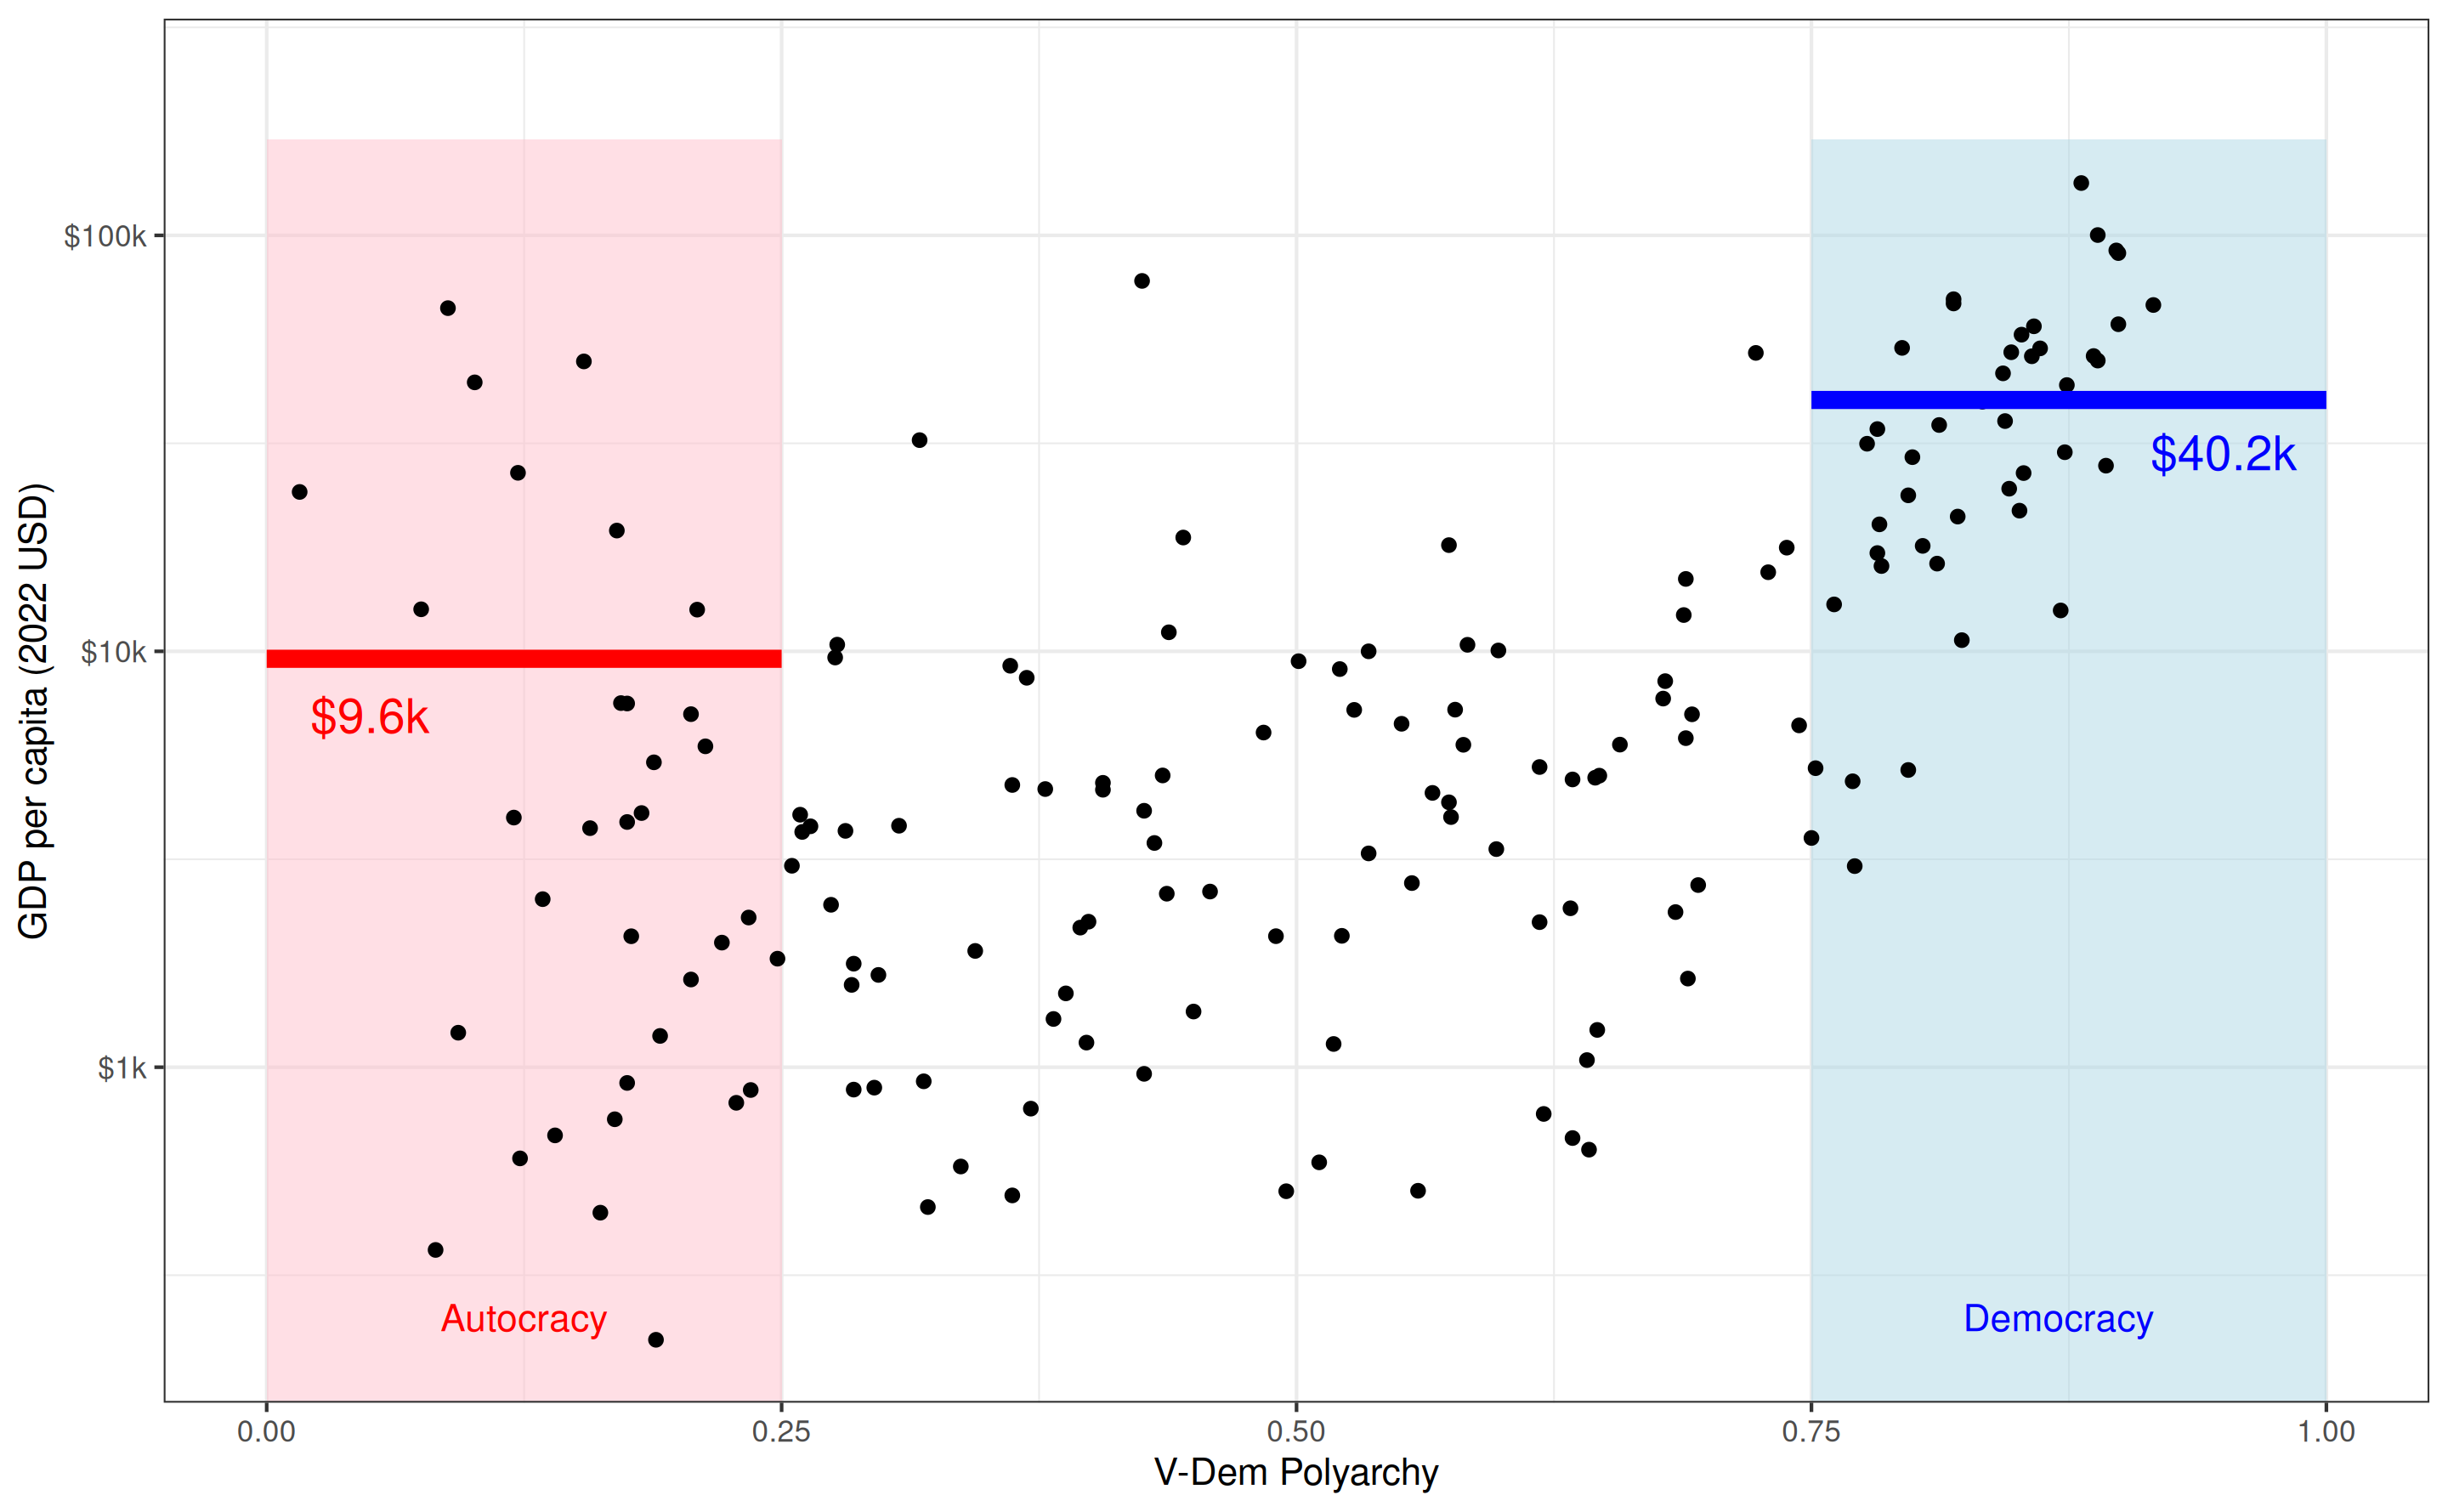 GDP per capita (2022 USD)
$100k
$10k
$1k
$40.2k
$9.6k
Autocracy
Democracy
0.00
0.25
0.50
0.75
1.00
V-Dem Polyarchy